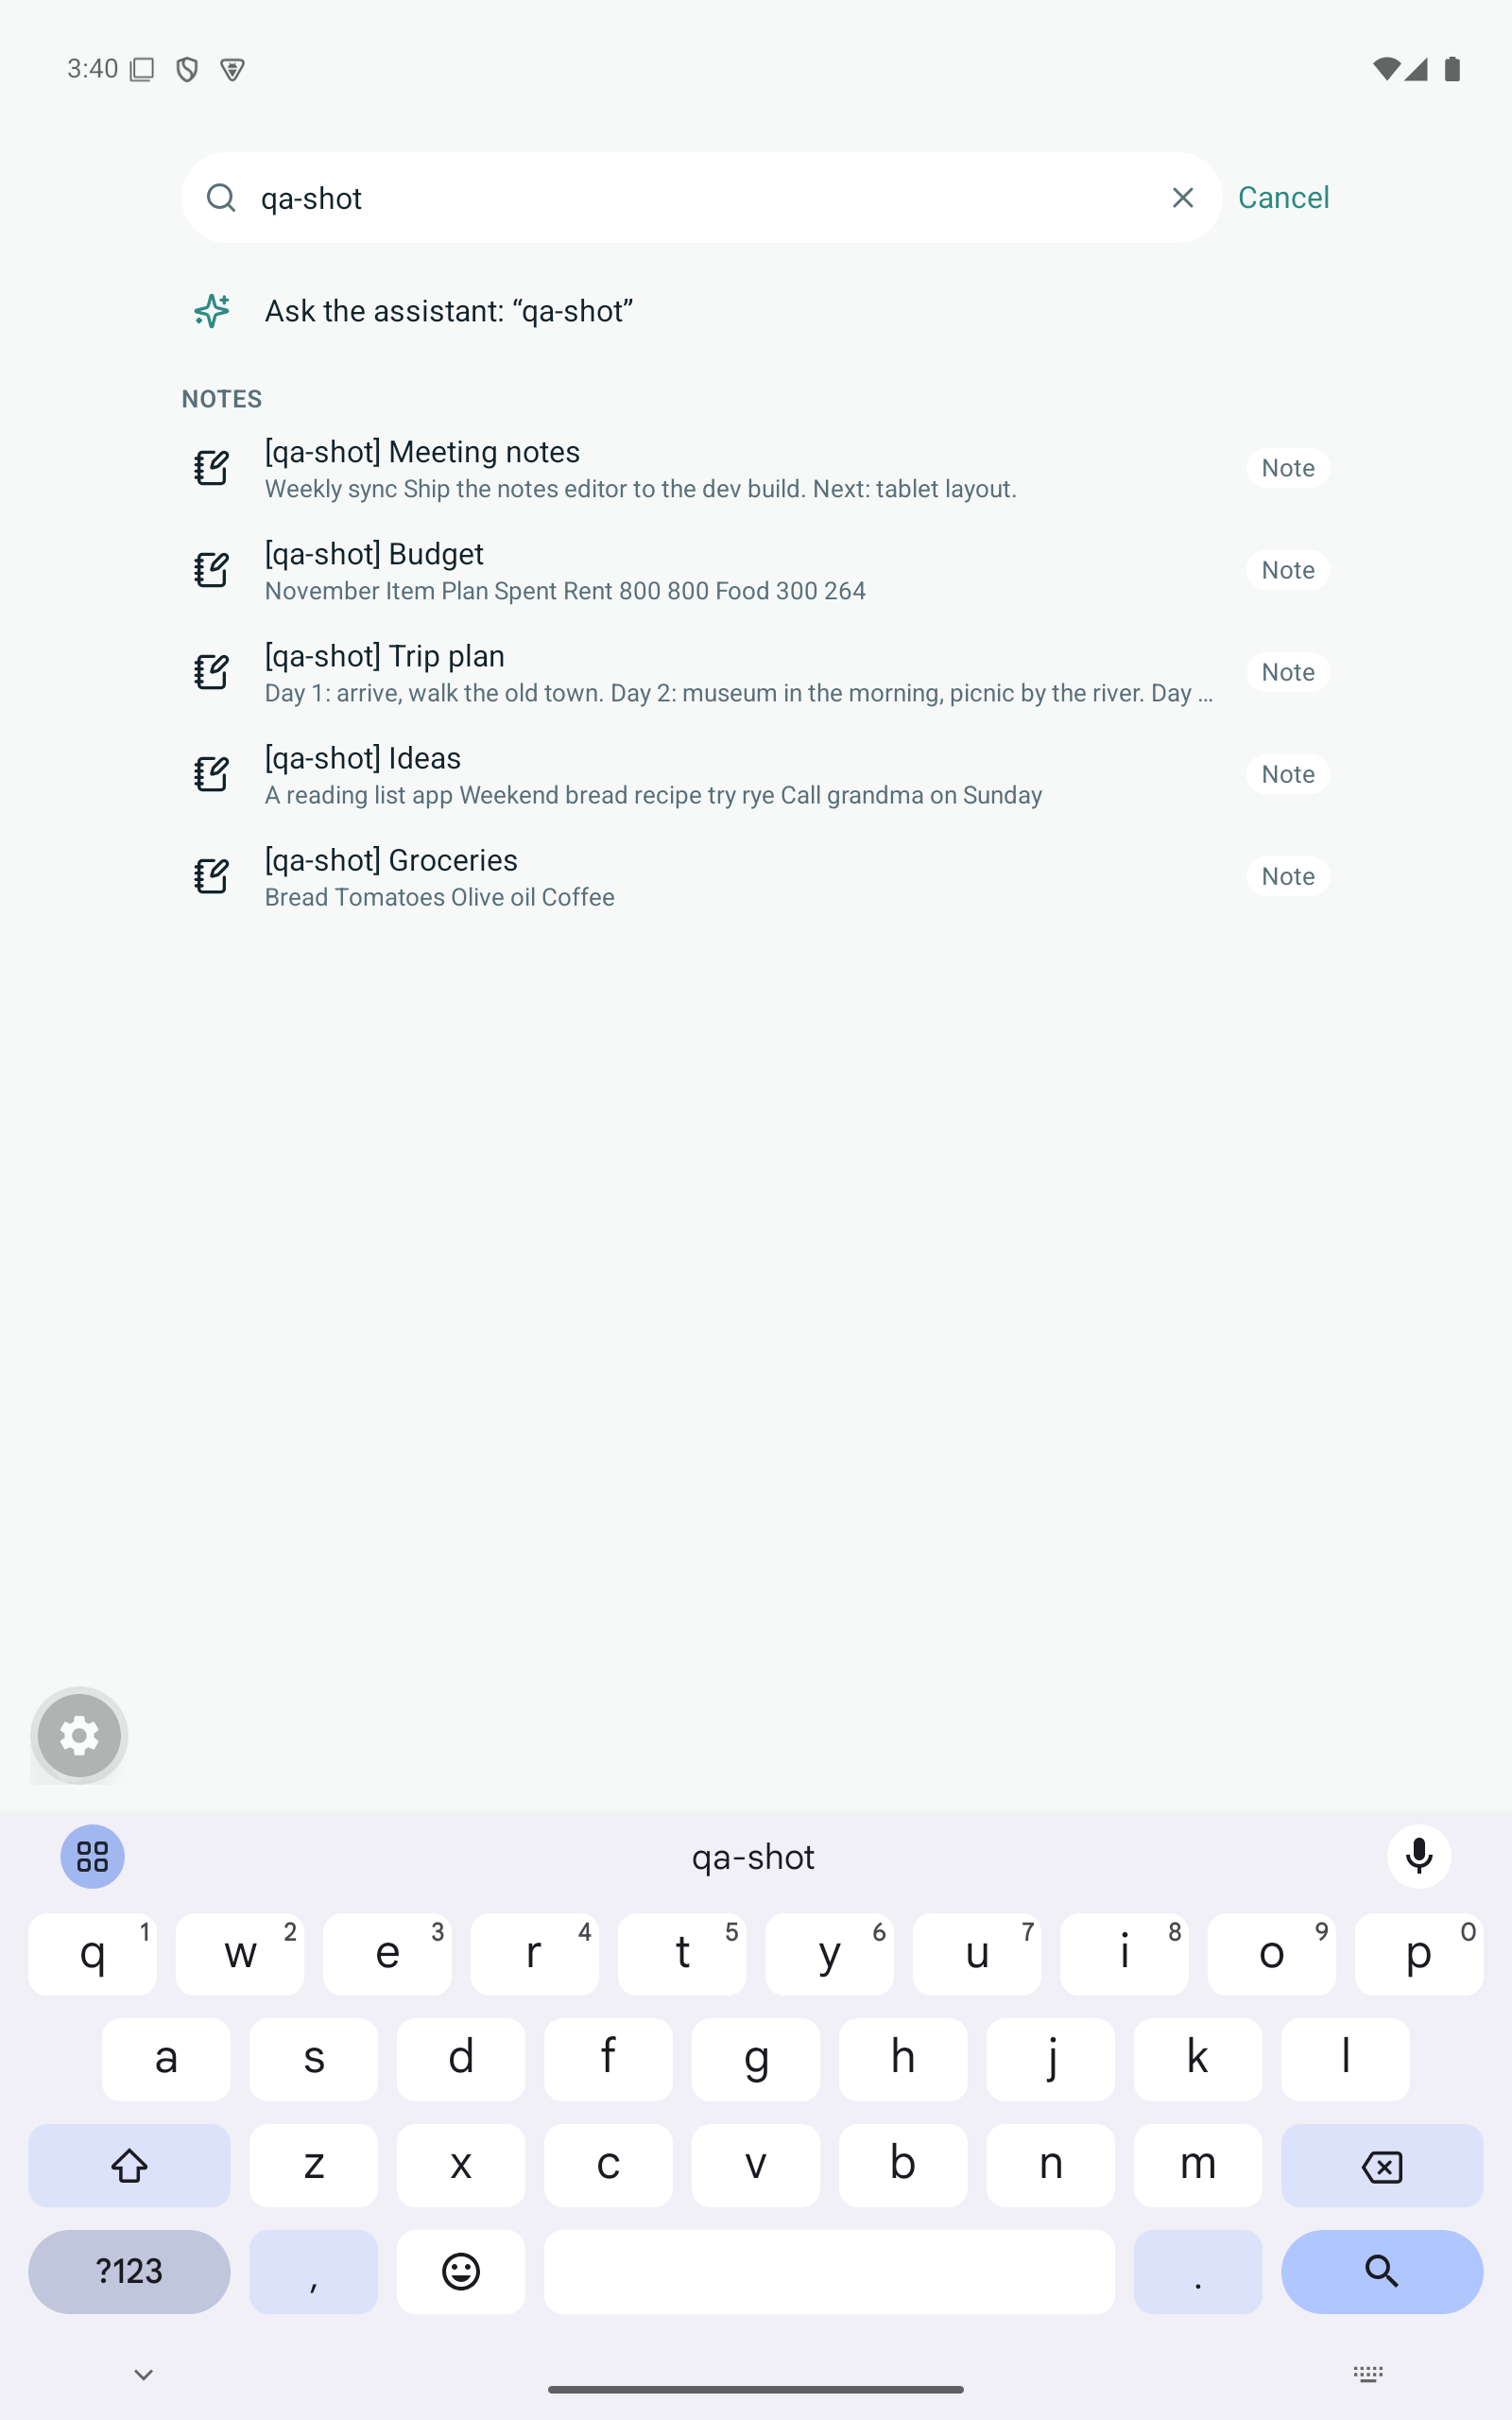 3:40
qa-shot
Cancel
Ask the assistant: “qa-shot”
NOTES
[qa-shot] Meeting notes
Weekly sync Ship the notes editor to the dev build. Next: tablet layout.
Note
[qa-shot] Budget
November Item Plan Spent Rent 800 800 Food 300 264
Note
[qa-shot] Trip plan
Day 1: arrive, walk the old town. Day 2: museum in the morning, picnic by the river. Day ...
Note
[qa-shot] Ideas
A reading list app Weekend bread recipe try rye Call grandma on Sunday
Note
[qa-shot] Groceries
Bread Tomatoes Olive oil Coffee
Note
qa-shot
q 1 w 2 e 3 r 4 t 5 y 6 u 7 i 8 o 9 p 0
a s d f g h j k l
z x c v b n m
?123 , .